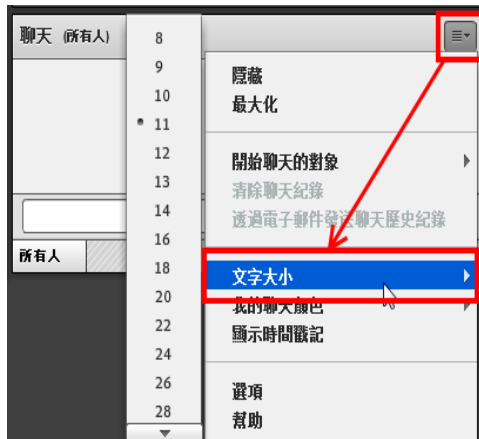 聊天 (所有人)
8
9
10
11
12
13
14
16
18
20
22
24
26
28
隱藏
最大化
開始聊天的對象
清除聊天紀錄
透過電子郵件發送聊天歷史紀錄
文字大小
我的聊天顏色
顯示時間戳記
選項
幫助
所有人